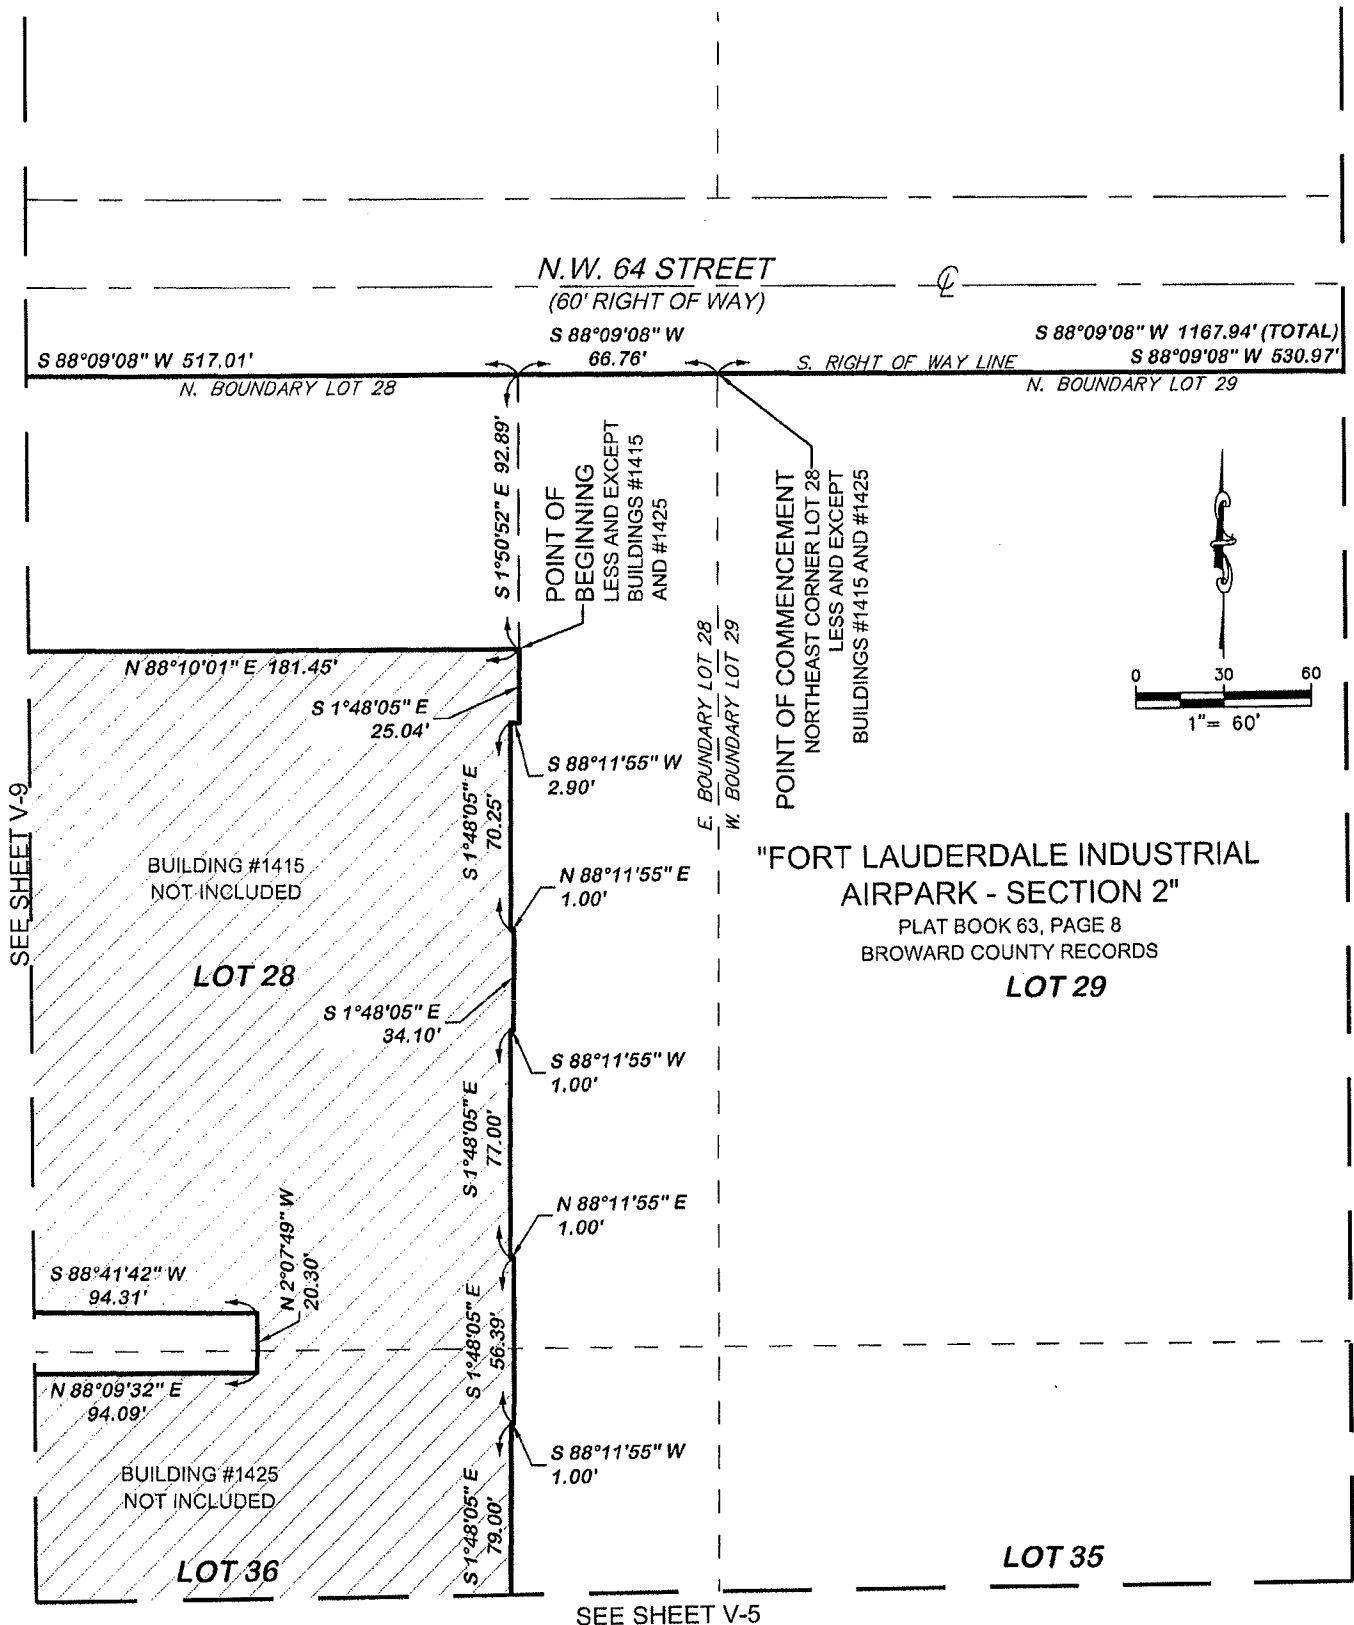 N.W. 64 STREET
(60' RIGHT OF WAY)
℄
S 88°09'08" W 517.01'
S 88°09'08" W
66.76'
S 88°09'08" W 1167.94' (TOTAL)
S 88°09'08" W 530.97'
N. BOUNDARY LOT 28
S. RIGHT OF WAY LINE
N. BOUNDARY LOT 29
S 1°50'52" E 92.89'
POINT OF
BEGINNING
LESS AND EXCEPT
BUILDINGS #1415
AND #1425
POINT OF COMMENCEMENT
NORTHEAST CORNER LOT 28
LESS AND EXCEPT
BUILDINGS #1415 AND #1425
E. BOUNDARY LOT 28
W. BOUNDARY LOT 29
0 30 60
1"= 60'
N 88°10'01" E 181.45'
S 1°48'05" E
25.04'
S 88°11'55" W
2.90'
S 1°48'05" E
70.25'
SEE SHEET V-9
BUILDING #1415
NOT INCLUDED
N 88°11'55" E
1.00'
"FORT LAUDERDALE INDUSTRIAL
AIRPARK - SECTION 2"
PLAT BOOK 63, PAGE 8
BROWARD COUNTY RECORDS
LOT 28
LOT 29
S 1°48'05" E
34.10'
S 88°11'55" W
1.00'
S 1°48'05" E
77.00'
N 88°11'55" E
1.00'
S 88°41'42" W
94.31'
N 2°07'49" W
20.30'
S 1°48'05" E
56.39'
N 88°09'32" E
94.09'
S 88°11'55" W
1.00'
BUILDING #1425
NOT INCLUDED
S 1°48'05" E
79.00'
LOT 36
LOT 35
SEE SHEET V-5